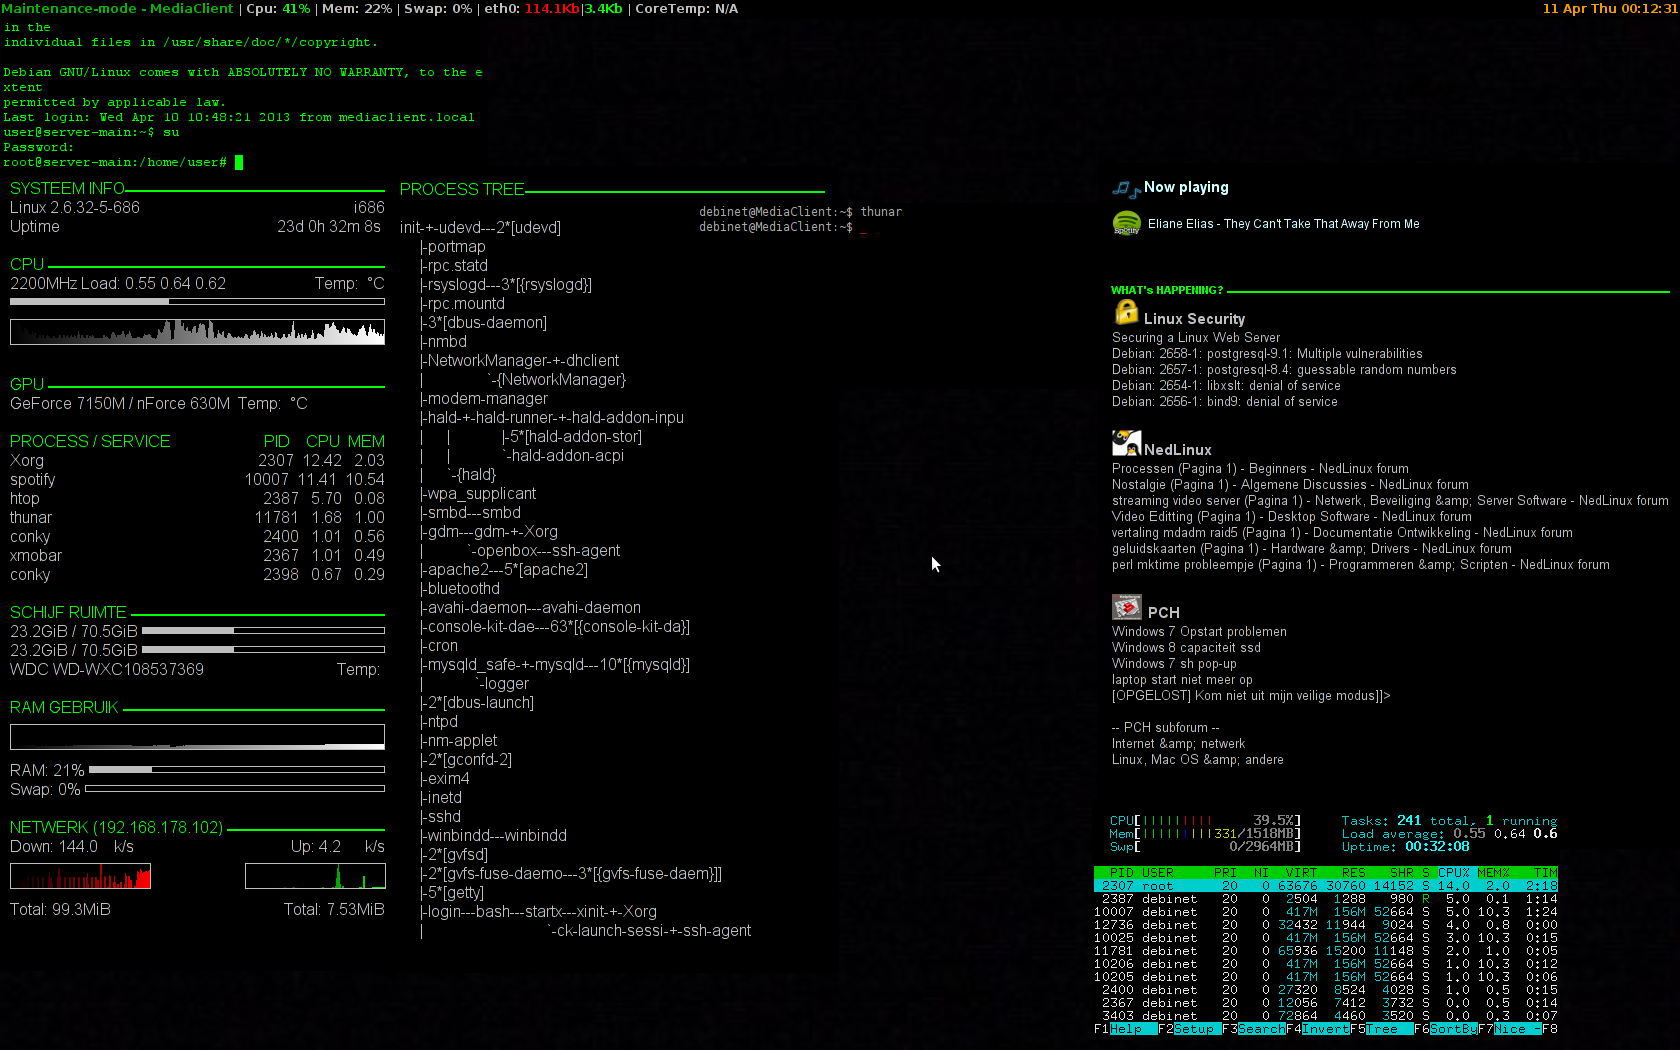 Maintenance-mode - MediaClient | Cpu: 41% | Mem: 22% | Swap: 0% | eth0: 114.1Kb|3.4Kb | CoreTemp: N/A
11 Apr Thu 00:12:31
in the
individual files in /usr/share/doc/*/copyright.
Debian GNU/Linux comes with ABSOLUTELY NO WARRANTY, to the e
xtent
permitted by applicable law.
Last login: Wed Apr 10 10:48:21 2013 from mediaclient.local
user@server-main:~$ su
Password:
root@server-main:/home/user#
SYSTEEM INFO
Linux 2.6.32-5-686 i686
Uptime 23d 0h 32m 8s
CPU
2200MHz Load: 0.55 0.64 0.62 Temp: °C
GPU
GeForce 7150M / nForce 630M Temp: °C
PROCESS / SERVICE PID CPU MEM
Xorg 2307 12.42 2.03
spotify 10007 11.41 10.54
htop 2387 5.70 0.08
thunar 11781 1.68 1.00
conky 2400 1.01 0.56
xmobar 2367 1.01 0.49
conky 2398 0.67 0.29
SCHIJF RUIMTE
23.2GiB / 70.5GiB
23.2GiB / 70.5GiB
WDC WD-WXC108537369 Temp:
RAM GEBRUIK
RAM: 21%
Swap: 0%
NETWERK (192.168.178.102)
Down: 144.0 k/s Up: 4.2 k/s
Total: 99.3MiB Total: 7.53MiB
PROCESS TREE
init-+-udevd---2*[udevd]
|-portmap
|-rpc.statd
|-rsyslogd---3*[{rsyslogd}]
|-rpc.mountd
|-3*[dbus-daemon]
|-nmbd
|-NetworkManager-+-dhclient
| `-{NetworkManager}
|-modem-manager
|-hald-+-hald-runner-+-hald-addon-inpu
| | |-5*[hald-addon-stor]
| | `-hald-addon-acpi
| `-{hald}
|-wpa_supplicant
|-smbd---smbd
|-gdm---gdm-+-Xorg
| `-openbox---ssh-agent
|-apache2---5*[apache2]
|-bluetoothd
|-avahi-daemon---avahi-daemon
|-console-kit-dae---63*[{console-kit-da}]
|-cron
|-mysqld_safe-+-mysqld---10*[{mysqld}]
| `-logger
|-2*[dbus-launch]
|-ntpd
|-nm-applet
|-2*[gconfd-2]
|-exim4
|-inetd
|-sshd
|-winbindd---winbindd
|-2*[gvfsd]
|-2*[gvfs-fuse-daemo---3*[{gvfs-fuse-daem}]]
|-5*[getty]
|-login---bash---startx---xinit-+-Xorg
| `-ck-launch-sessi-+-ssh-agent
debinet@MediaClient:~$ thunar
debinet@MediaClient:~$ _
Now playing
Spotify
Eliane Elias - They Can't Take That Away From Me
WHAT's HAPPENING?
Linux Security
Securing a Linux Web Server
Debian: 2658-1: postgresql-9.1: Multiple vulnerabilities
Debian: 2657-1: postgresql-8.4: guessable random numbers
Debian: 2654-1: libxslt: denial of service
Debian: 2656-1: bind9: denial of service
NedLinux
Processen (Pagina 1) - Beginners - NedLinux forum
Nostalgie (Pagina 1) - Algemene Discussies - NedLinux forum
streaming video server (Pagina 1) - Netwerk, Beveiliging &amp; Server Software - NedLinux forum
Video Editting (Pagina 1) - Desktop Software - NedLinux forum
vertaling mdadm raid5 (Pagina 1) - Documentatie Ontwikkeling - NedLinux forum
geluidskaarten (Pagina 1) - Hardware &amp; Drivers - NedLinux forum
perl mktime probleempje (Pagina 1) - Programmeren &amp; Scripten - NedLinux forum
PCH
Windows 7 Opstart problemen
Windows 8 capaciteit ssd
Windows 7 sh pop-up
laptop start niet meer op
[OPGELOST] Kom niet uit mijn veilige modus]]>
-- PCH subforum --
Internet &amp; netwerk
Linux, Mac OS &amp; andere
CPU[|||||||| 39.5%] Tasks: 241 total, 1 running
Mem[|||||||||331/1518MB] Load average: 0.55 0.64 0.6
Swp[ 0/2964MB] Uptime: 00:32:08
PID USER PRI NI VIRT RES SHR S CPU% MEM% TIM
2307 root 20 0 63676 30760 14152 S 14.0 2.0 2:18
2387 debinet 20 0 2504 1288 980 R 5.0 0.1 1:14
10007 debinet 20 0 417M 156M 52664 S 5.0 10.3 1:24
12736 debinet 20 0 32432 11944 9024 S 4.0 0.8 0:00
10025 debinet 20 0 417M 156M 52664 S 3.0 10.3 0:15
11781 debinet 20 0 65936 15200 11148 S 2.0 1.0 0:05
10206 debinet 20 0 417M 156M 52664 S 1.0 10.3 0:12
10205 debinet 20 0 417M 156M 52664 S 1.0 10.3 0:06
2400 debinet 20 0 27320 8524 4028 S 1.0 0.5 0:15
2367 debinet 20 0 12056 7412 3732 S 0.0 0.5 0:14
3403 debinet 20 0 72864 4460 3520 S 0.0 0.3 0:07
F1Help F2Setup F3SearchF4InvertF5Tree F6SortByF7Nice -F8